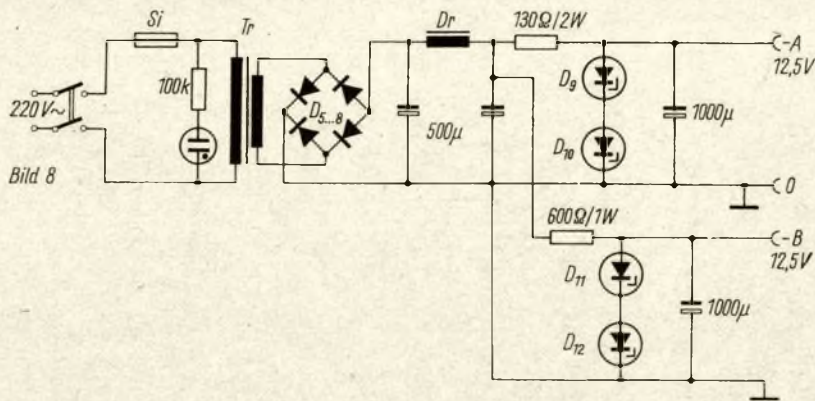 Si
Tr
Dr
130Ω/2W
-A
12,5V
100k
220V~
D5...8
500µ
D9
1000µ
D10
Bild 8
0
600Ω/1W
-B
12,5V
D11
1000µ
D12